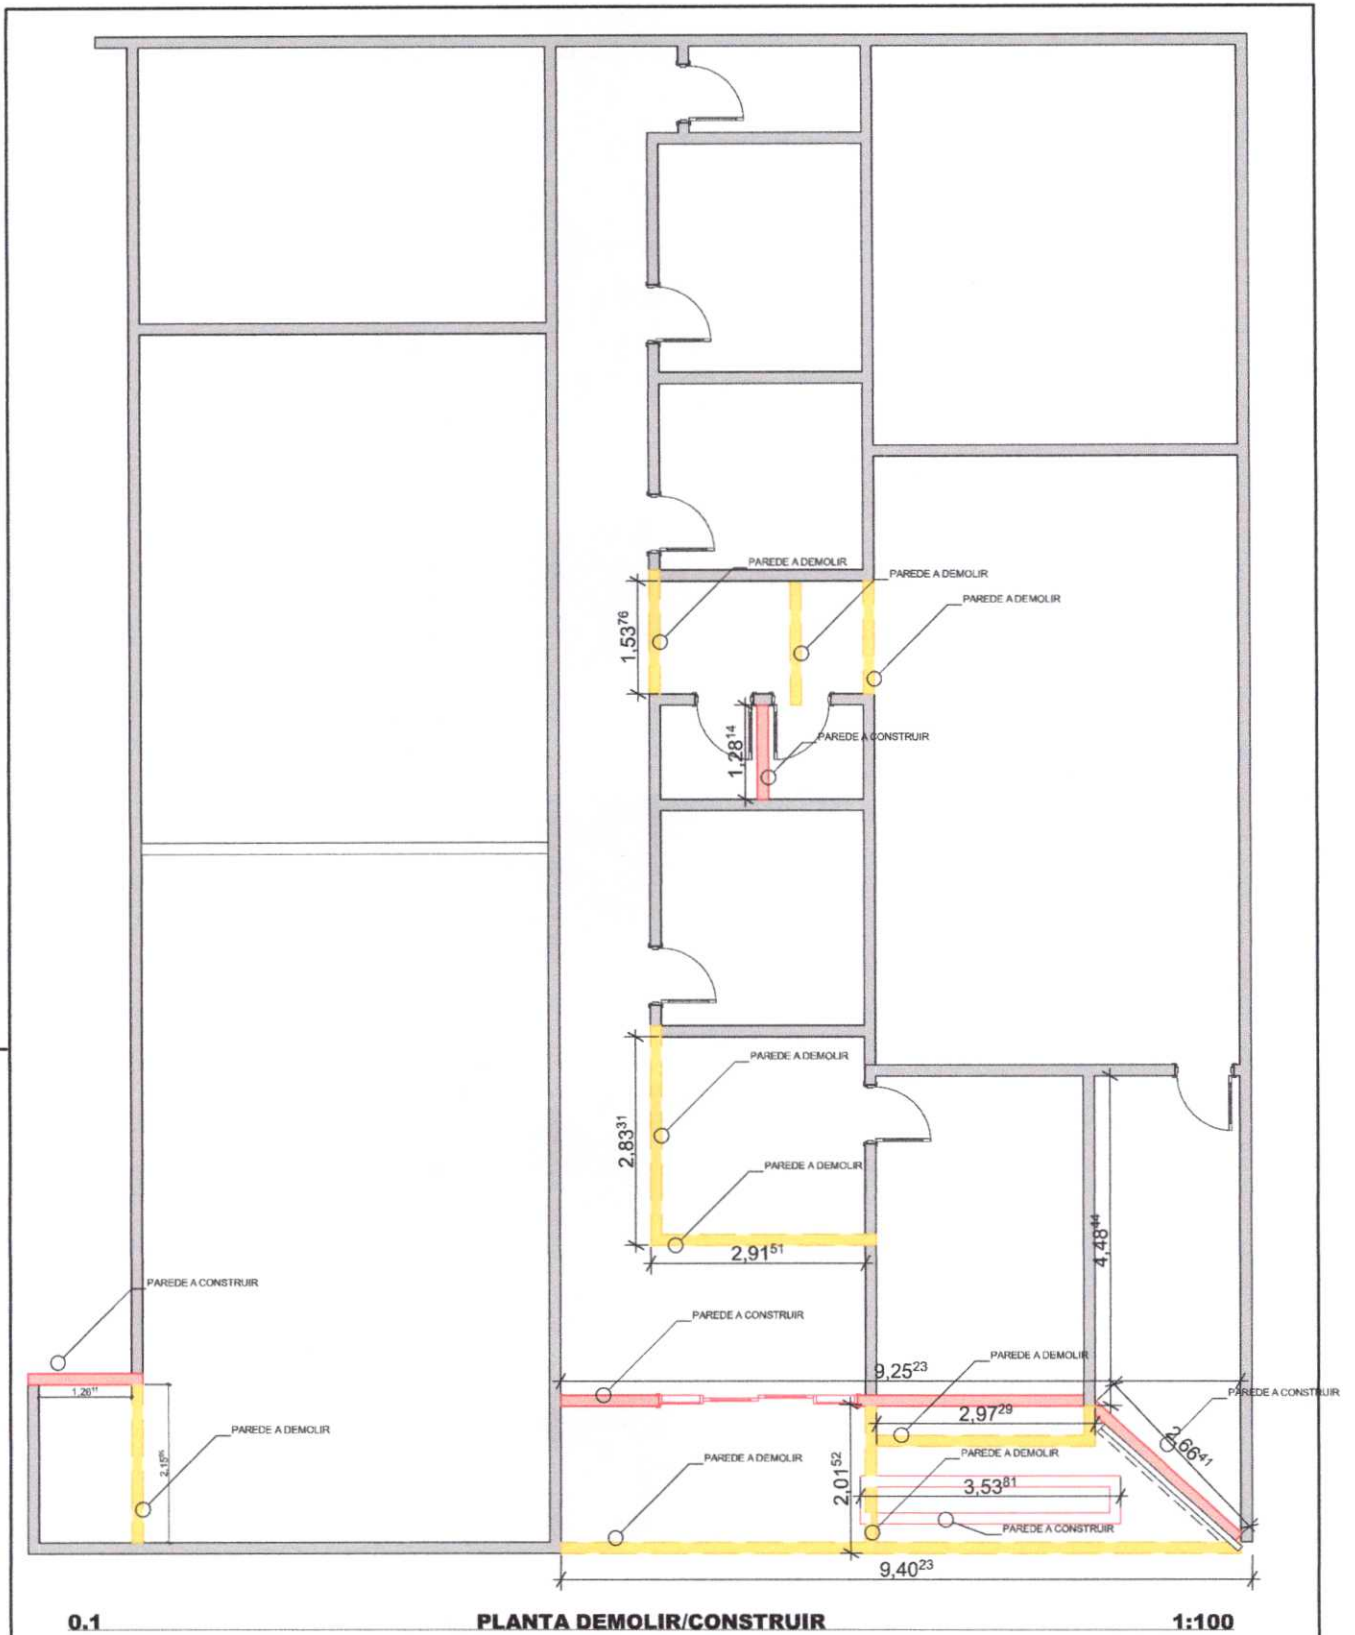 PAREDE A DEMOLIR
PAREDE A DEMOLIR
PAREDE A DEMOLIR
1,53⁷⁶
PAREDE A CONSTRUIR
1,28¹⁴
PAREDE A DEMOLIR
2,83³¹
PAREDE A DEMOLIR
2,91⁵¹
4,48⁴⁴
PAREDE A CONSTRUIR
PAREDE A CONSTRUIR
PAREDE A DEMOLIR
9,25²³
PAREDE A CONSTRUIR
2,97²⁹
PAREDE A DEMOLIR
2,66⁴¹
PAREDE A DEMOLIR
PAREDE A DEMOLIR
2,01⁵²
3,53⁸¹
PAREDE A CONSTRUIR
9,40²³
0.1 PLANTA DEMOLIR/CONSTRUIR 1:100